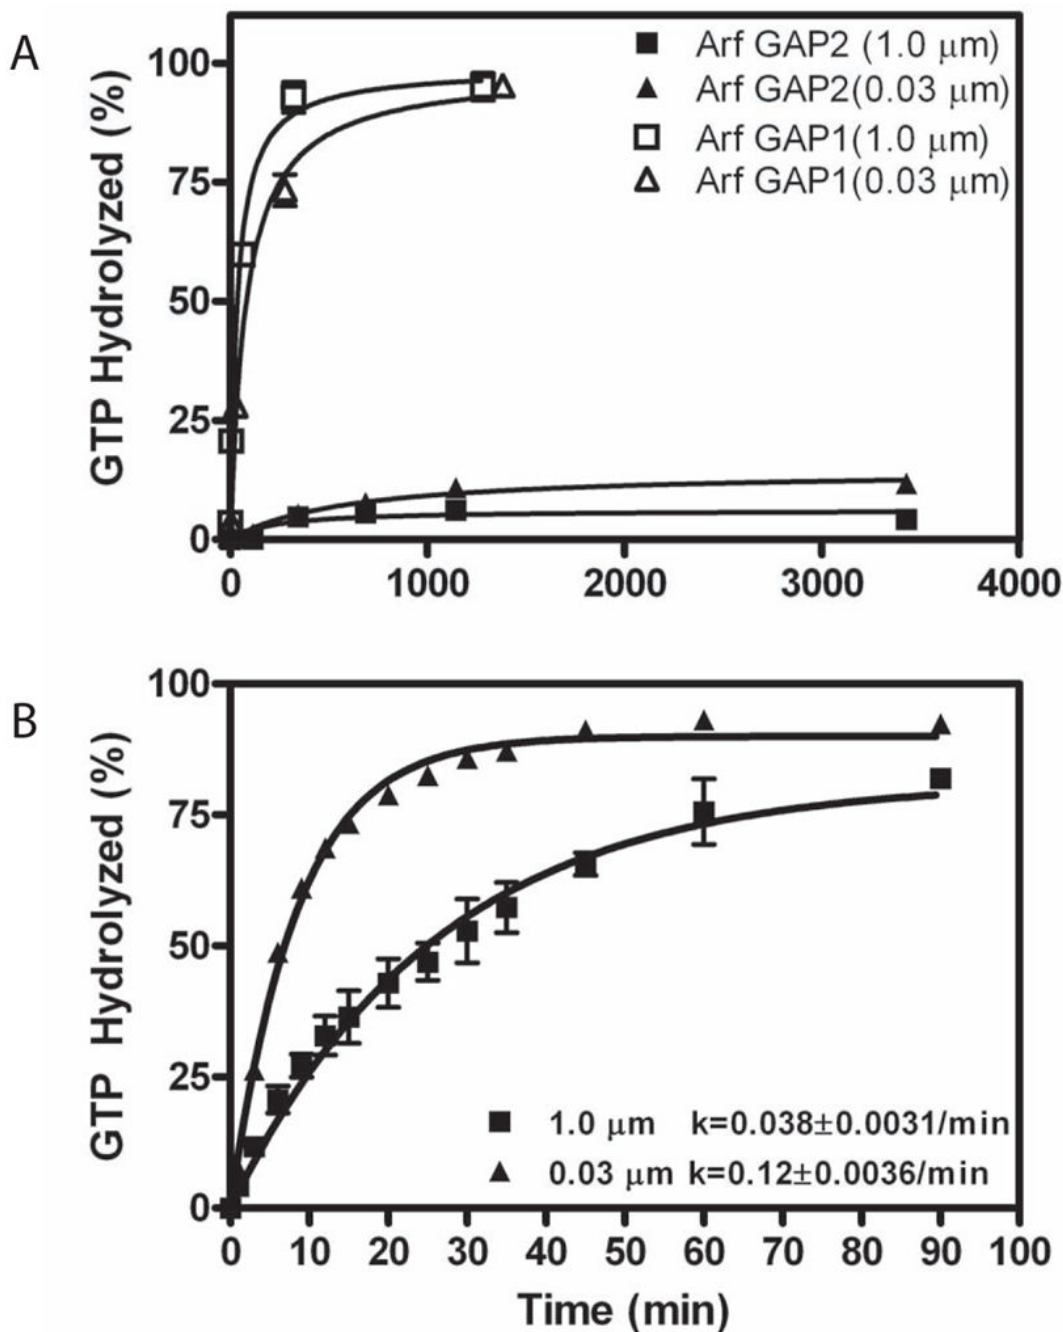 A
GTP Hydrolyzed (%)
100
75
50
25
0
0 1000 2000 3000 4000
Arf GAP2 (1.0 μm)
Arf GAP2(0.03 μm)
Arf GAP1(1.0 μm)
Arf GAP1(0.03 μm)
B
GTP Hydrolyzed (%)
100
75
50
25
0
0 10 20 30 40 50 60 70 80 90 100
1.0 μm k=0.038±0.0031/min
0.03 μm k=0.12±0.0036/min
Time (min)